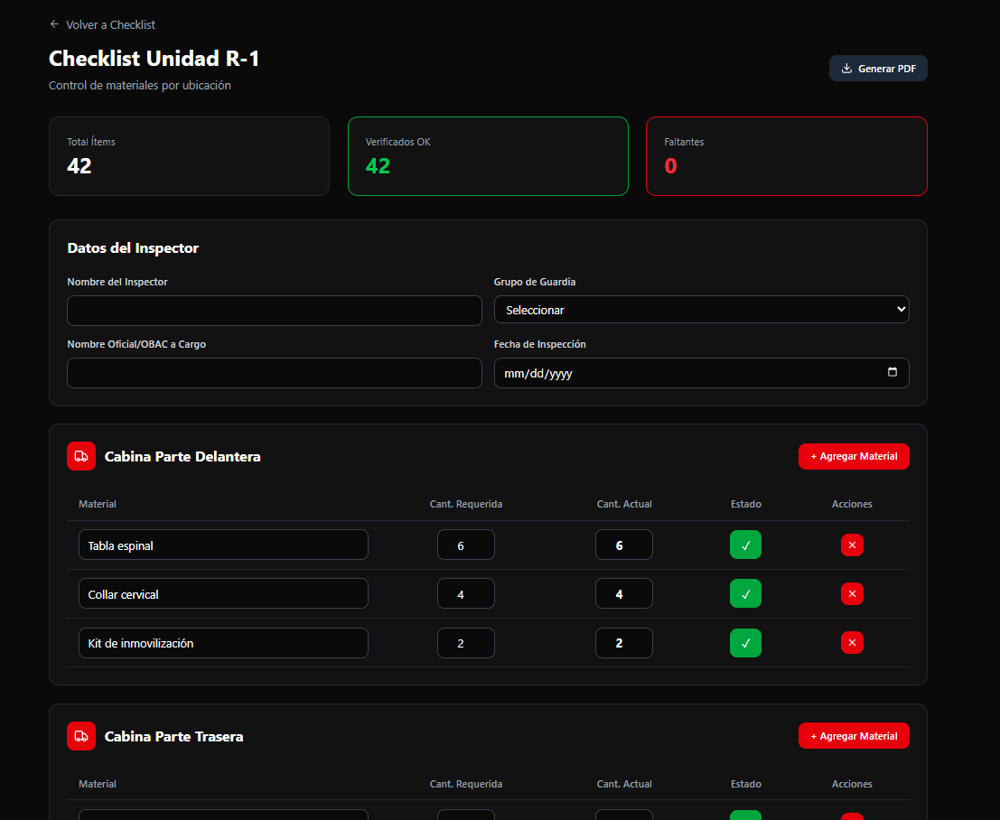 ← Volver a Checklist
Checklist Unidad R-1
Control de materiales por ubicación
Generar PDF
Total Ítems
42
Verificados OK
42
Faltantes
0
Datos del Inspector
Nombre del Inspector
Grupo de Guardia
Seleccionar
Nombre Oficial/OBAC a Cargo
Fecha de Inspección
mm/dd/yyyy
Cabina Parte Delantera
+ Agregar Material
Material Cant. Requerida Cant. Actual Estado Acciones
Tabla espinal 6 6 ✓ ✕
Collar cervical 4 4 ✓ ✕
Kit de inmovilización 2 2 ✓ ✕
Cabina Parte Trasera
+ Agregar Material
Material Cant. Requerida Cant. Actual Estado Acciones